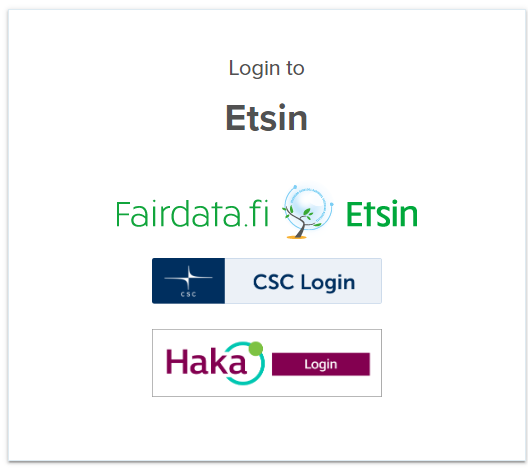 Login to
Etsin
Fairdata.fi Etsin
CSC CSC Login
Haka Login